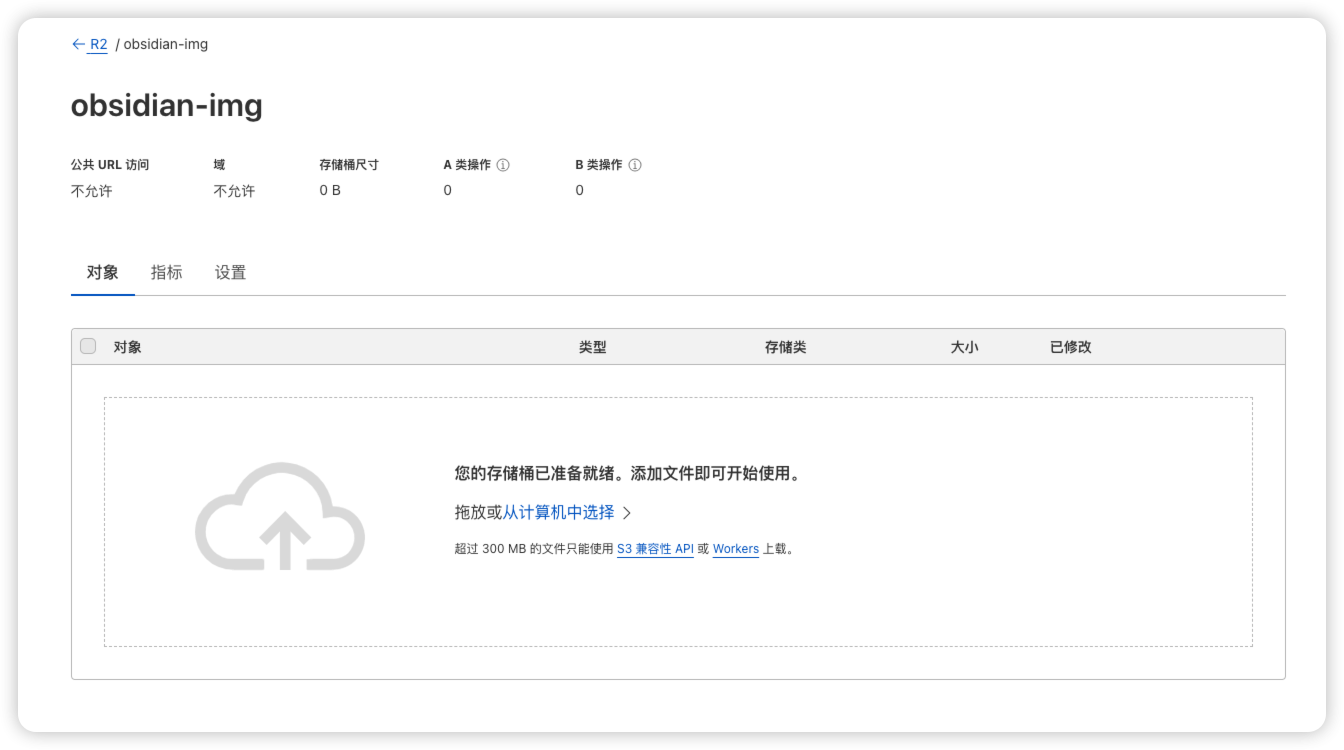 ← R2 / obsidian-img
obsidian-img
公共 URL 访问 域 存储桶尺寸 A 类操作 B 类操作
不允许 不允许 0 B 0 0
对象 指标 设置
对象 类型 存储类 大小 已修改
您的存储桶已准备就绪。添加文件即可开始使用。
拖放或从计算机中选择
超过 300 MB 的文件只能使用 S3 兼容性 API 或 Workers 上载。